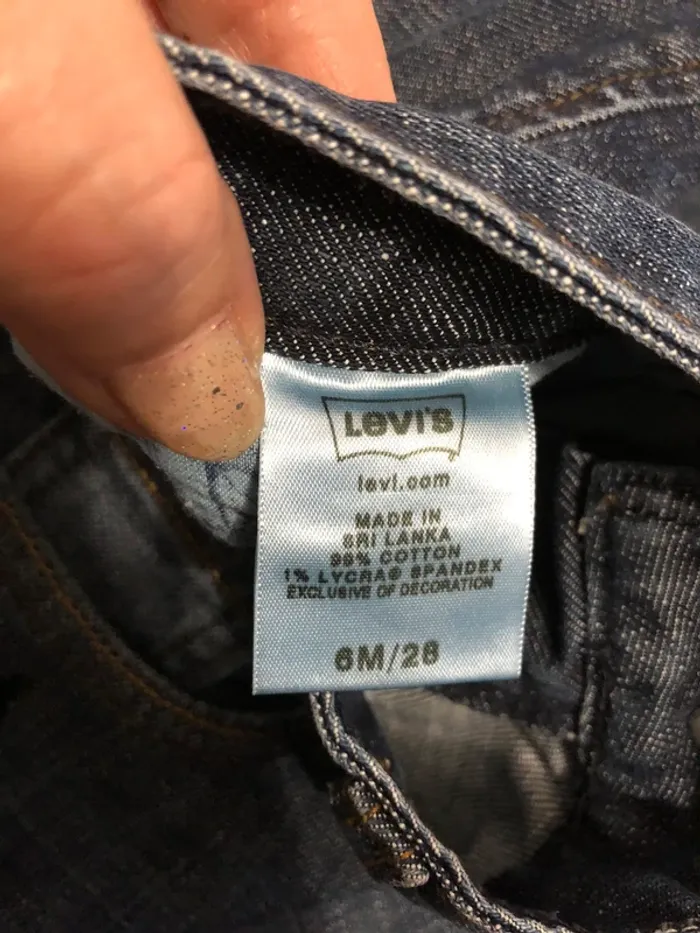 Levi's
levi.com
MADE IN
SRI LANKA
99% COTTON
1% LYCRA® SPANDEX
EXCLUSIVE OF DECORATION
6M/28